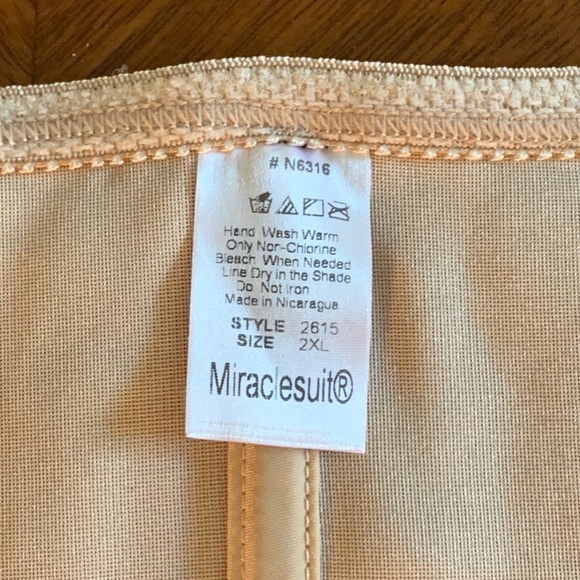 # N6316
Hand Wash Warm
Only Non-Chlorine
Bleach When Needed
Line Dry in the Shade
Do Not Iron
Made in Nicaragua
STYLE 2615
SIZE 2XL
Miraclesuit®